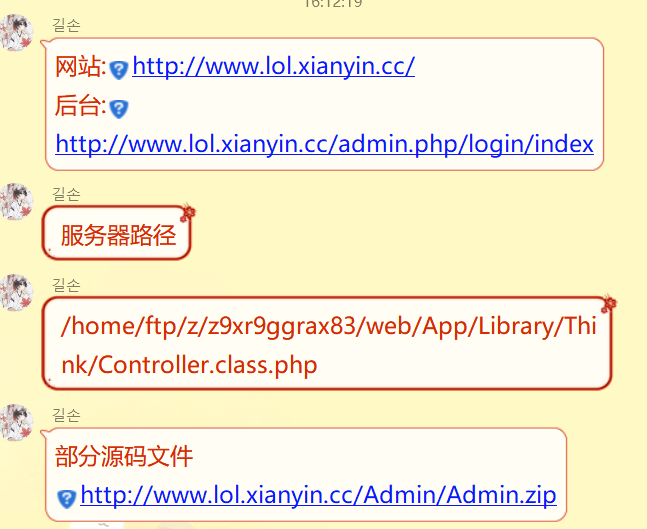 16:12:19
길손
网站:http://www.lol.xianyin.cc/
后台:
http://www.lol.xianyin.cc/admin.php/login/index
길손
服务器路径
길손
/home/ftp/z/z9xr9ggrax83/web/App/Library/Thi
nk/Controller.class.php
길손
部分源码文件
http://www.lol.xianyin.cc/Admin/Admin.zip